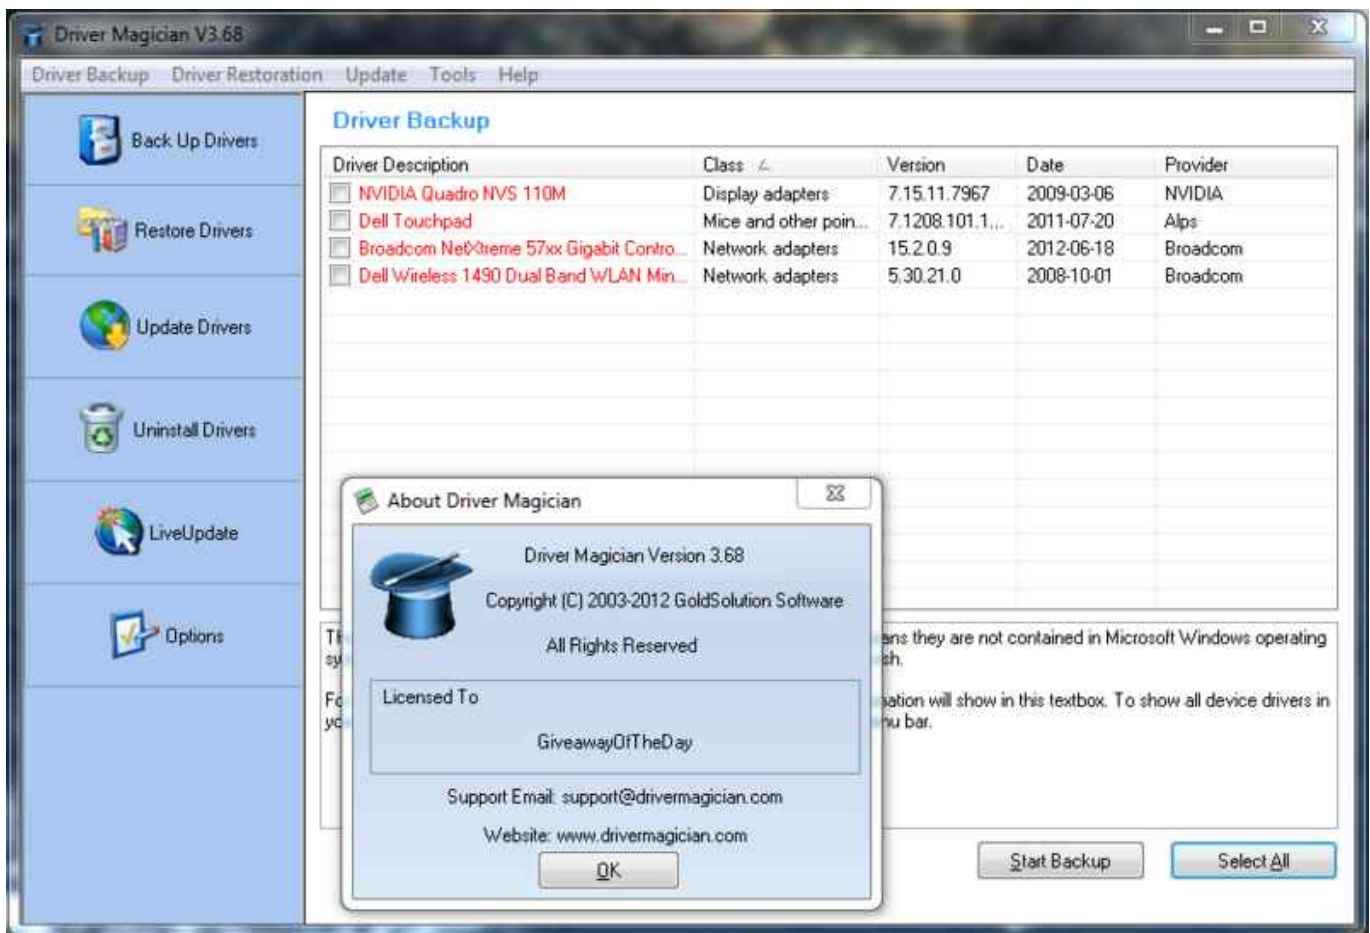 Driver Magician V3.68
Driver Backup Driver Restoration Update Tools Help
Back Up Drivers
Restore Drivers
Update Drivers
Uninstall Drivers
LiveUpdate
Options
Driver Backup
Driver Description Class Version Date Provider
NVIDIA Quadro NVS 110M Display adapters 7.15.11.7967 2009-03-06 NVIDIA
Dell Touchpad Mice and other poin... 7.1208.101.1... 2011-07-20 Alps
Broadcom NetXtreme 57xx Gigabit Contro... Network adapters 15.2.0.9 2012-06-18 Broadcom
Dell Wireless 1490 Dual Band WLAN Min... Network adapters 5.30.21.0 2008-10-01 Broadcom
they are not contained in Microsoft Windows operating
will show in this textbox. To show all device drivers in
bar.
Start Backup Select All
About Driver Magician
Driver Magician Version 3.68
Copyright (C) 2003-2012 GoldSolution Software
All Rights Reserved
Licensed To
GiveawayOfTheDay
Support Email: support@drivermagician.com
Website: www.drivermagician.com
OK